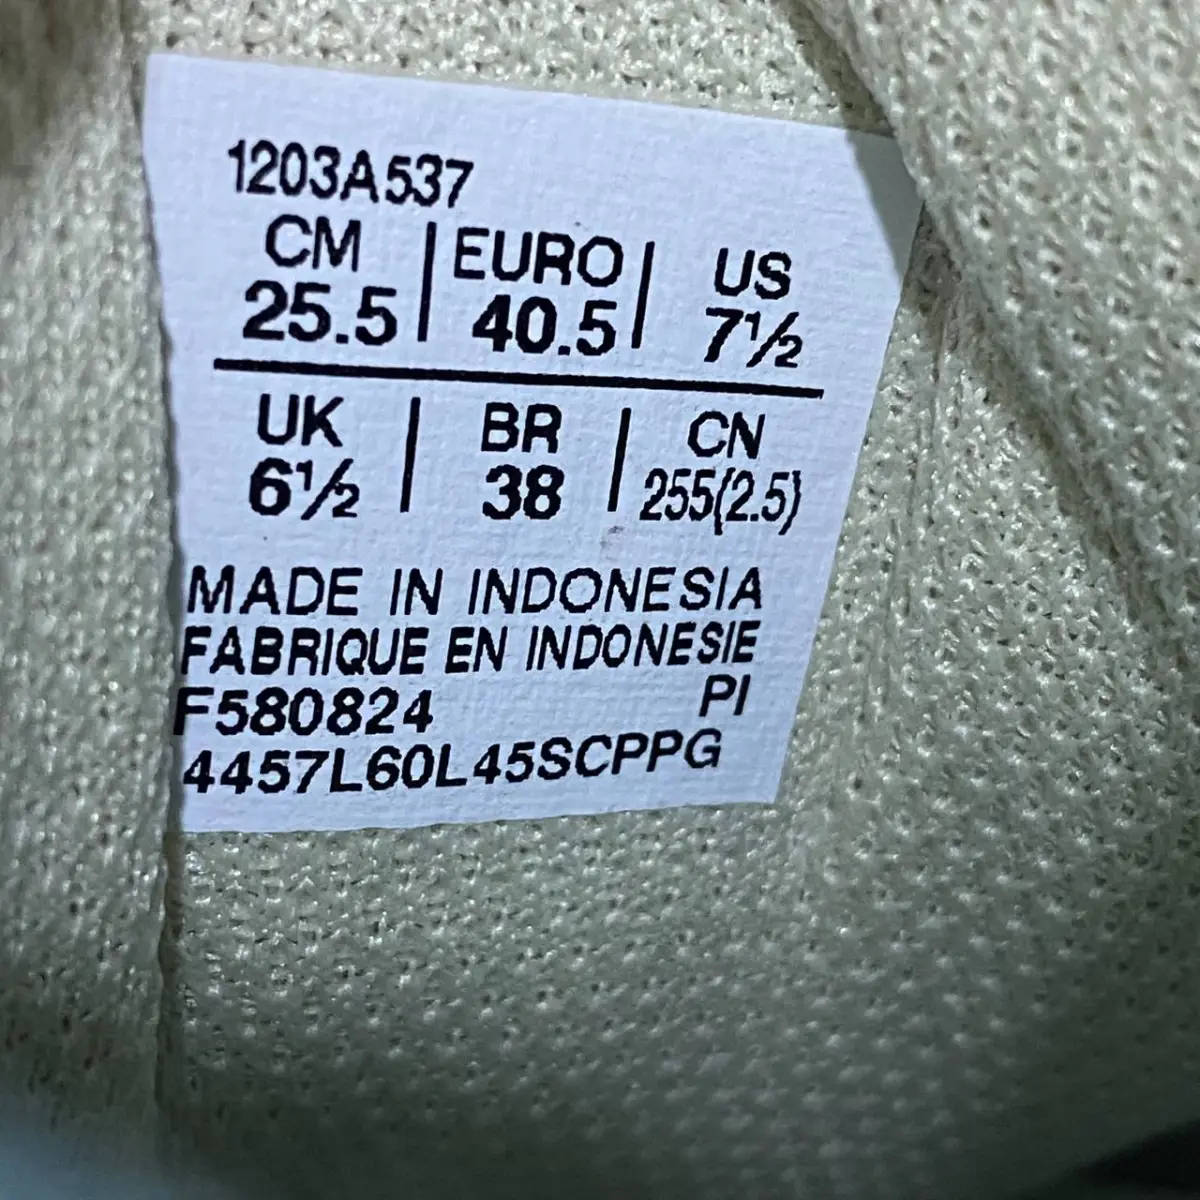 1203A537
CM | EURO | US
25.5 | 40.5 | 7½
UK | BR | CN
6½ | 38 | 255(2.5)
MADE IN INDONESIA
FABRIQUE EN INDONESIE
F580824 PI
4457L60L45SCPPG